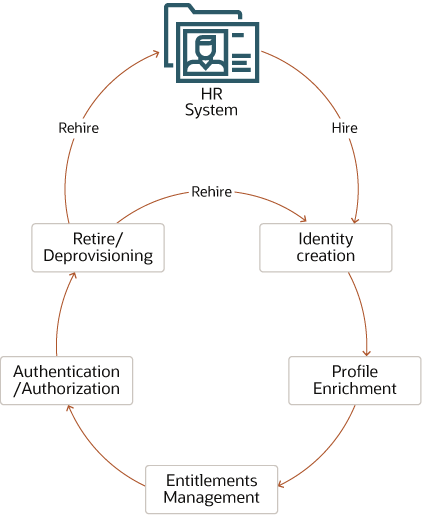 HR
System
Rehire
Hire
Rehire
Retire/
Deprovisioning
Identity
creation
Authentication
/Authorization
Profile
Enrichment
Entitlements
Management